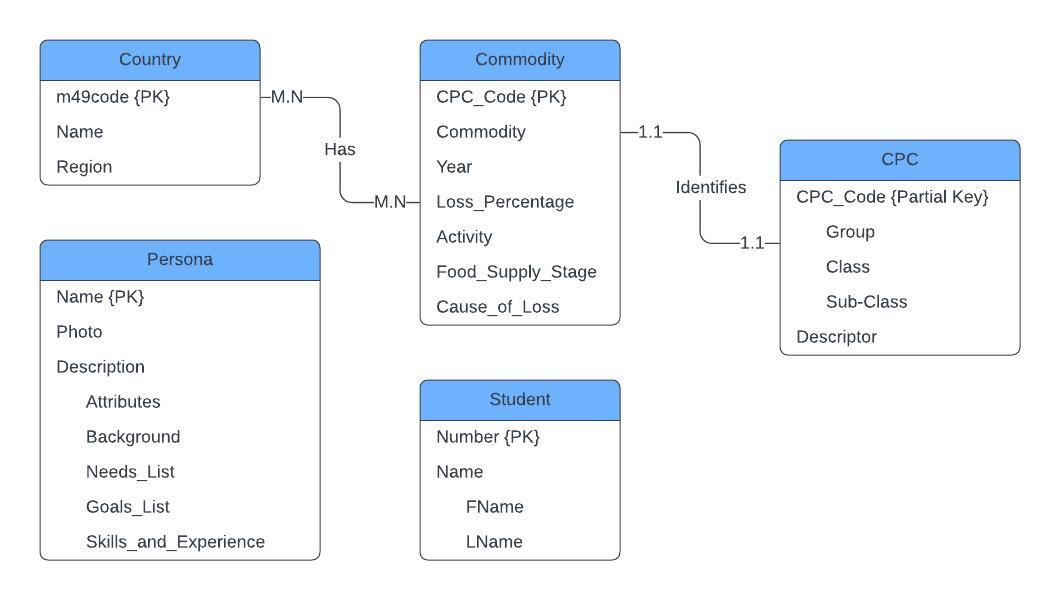 Country
m49code {PK}
Name
Region
M.N
Has
M.N
Commodity
CPC_Code {PK}
Commodity
Year
Loss_Percentage
Activity
Food_Supply_Stage
Cause_of_Loss
1.1
Identifies
1.1
CPC
CPC_Code {Partial Key}
Group
Class
Sub-Class
Descriptor
Persona
Name {PK}
Photo
Description
Attributes
Background
Needs_List
Goals_List
Skills_and_Experience
Student
Number {PK}
Name
FName
LName